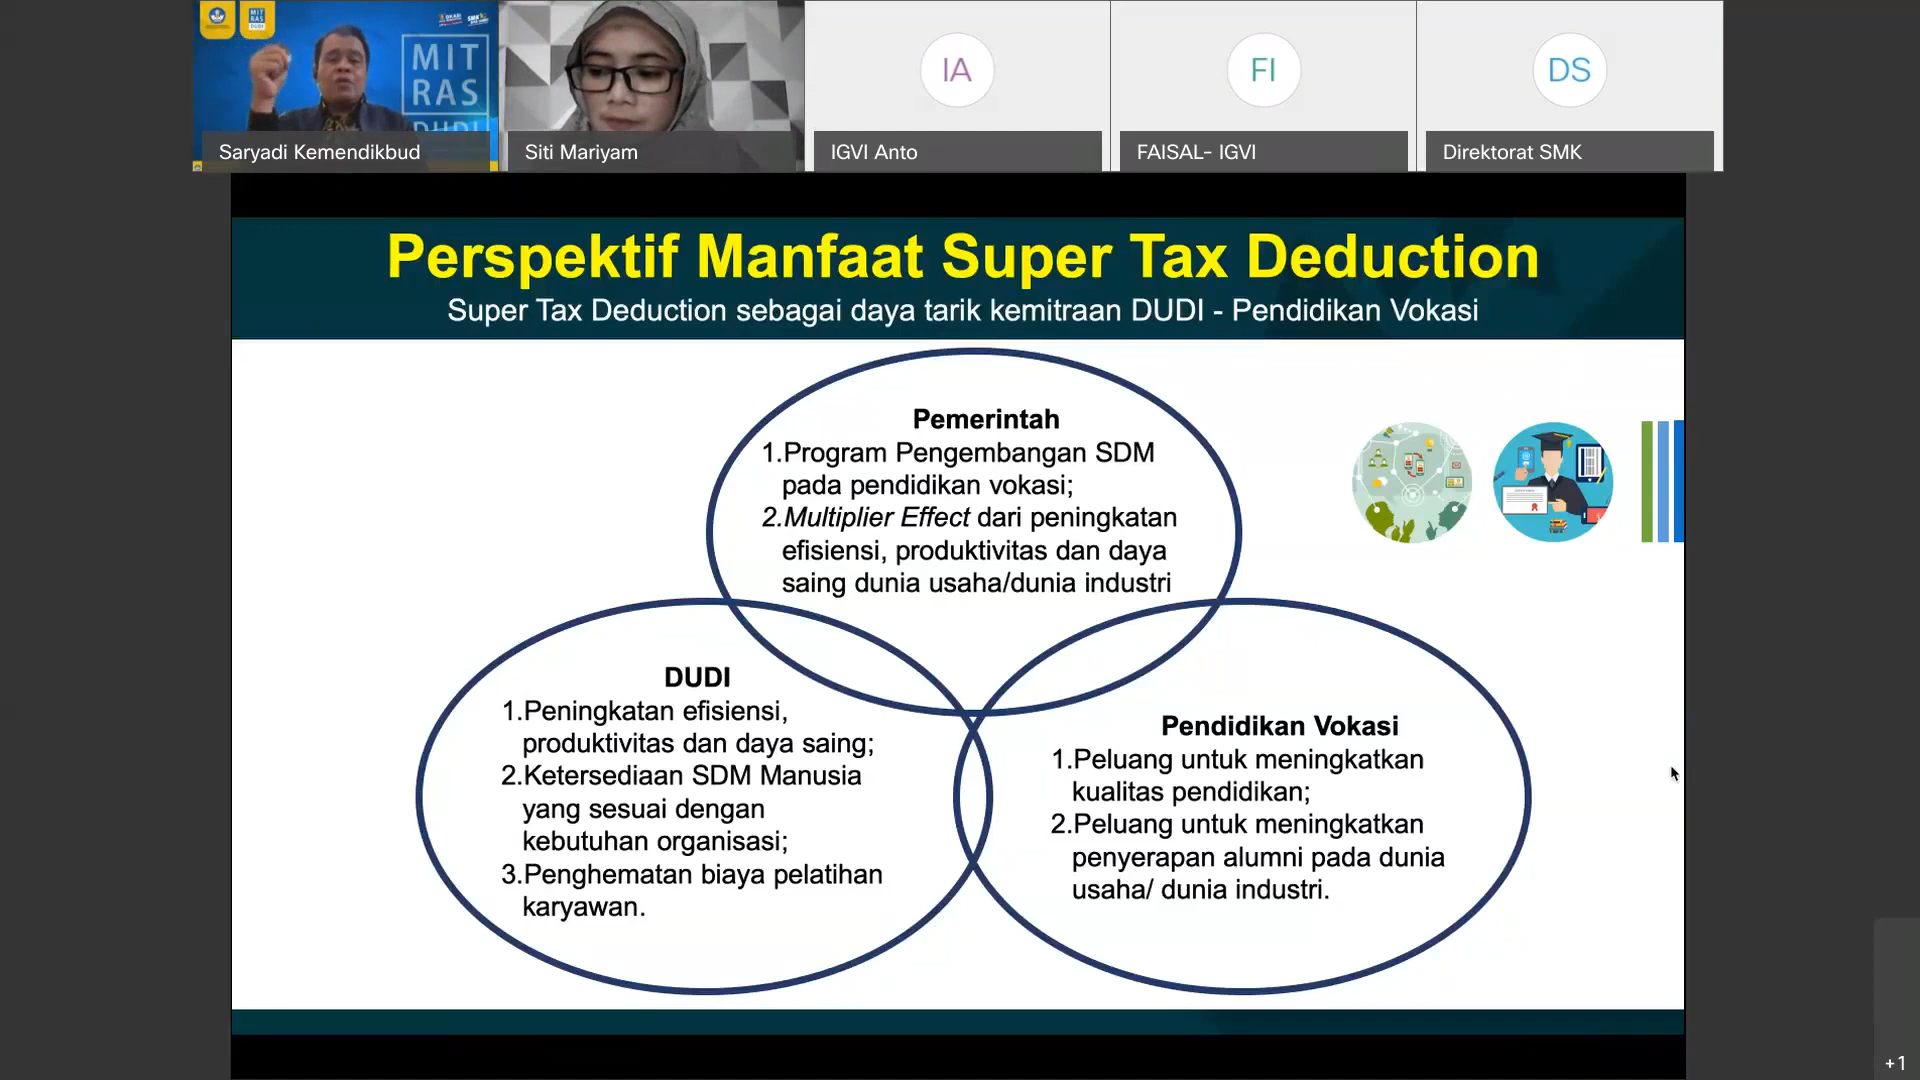 MIT
RAS
DUDI
MIT
RAS
DUDI
Saryadi Kemendikbud
Siti Mariyam
IA
IGVI Anto
FI
FAISAL- IGVI
DS
Direktorat SMK
Perspektif Manfaat Super Tax Deduction
Super Tax Deduction sebagai daya tarik kemitraan DUDI - Pendidikan Vokasi
Pemerintah
1.Program Pengembangan SDM
pada pendidikan vokasi;
2.Multiplier Effect dari peningkatan
efisiensi, produktivitas dan daya
saing dunia usaha/dunia industri
DUDI
1.Peningkatan efisiensi,
produktivitas dan daya saing;
2.Ketersediaan SDM Manusia
yang sesuai dengan
kebutuhan organisasi;
3.Penghematan biaya pelatihan
karyawan.
Pendidikan Vokasi
1.Peluang untuk meningkatkan
kualitas pendidikan;
2.Peluang untuk meningkatkan
penyerapan alumni pada dunia
usaha/ dunia industri.
+1